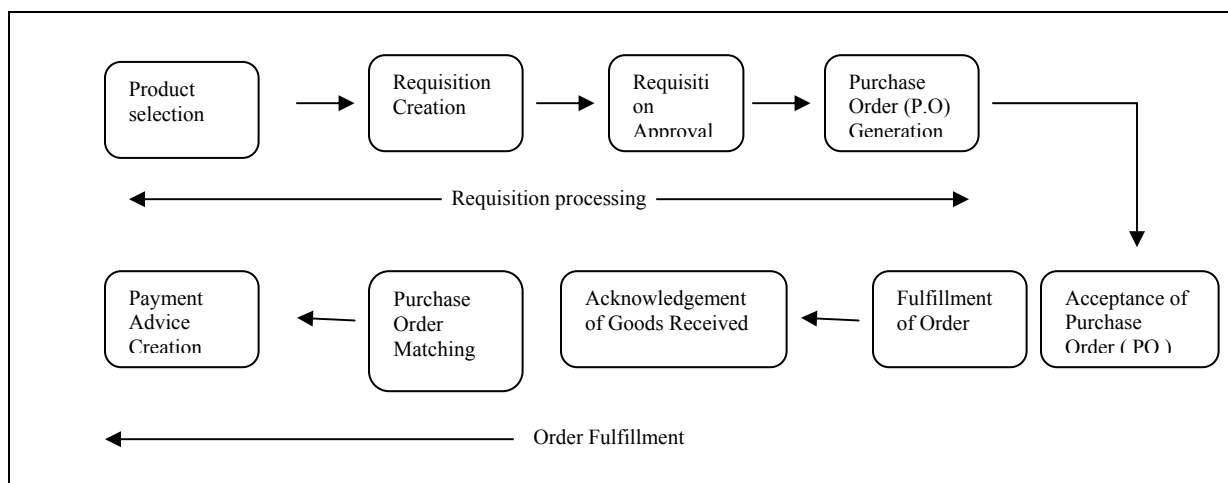 Product
selection
Requisition
Creation
Requisiti
on
Approval
Purchase
Order (P.O)
Generation
Requisition processing
Payment
Advice
Creation
Purchase
Order
Matching
Acknowledgement
of Goods Received
Fulfillment
of Order
Acceptance of
Purchase
Order ( PO )
Order Fulfillment